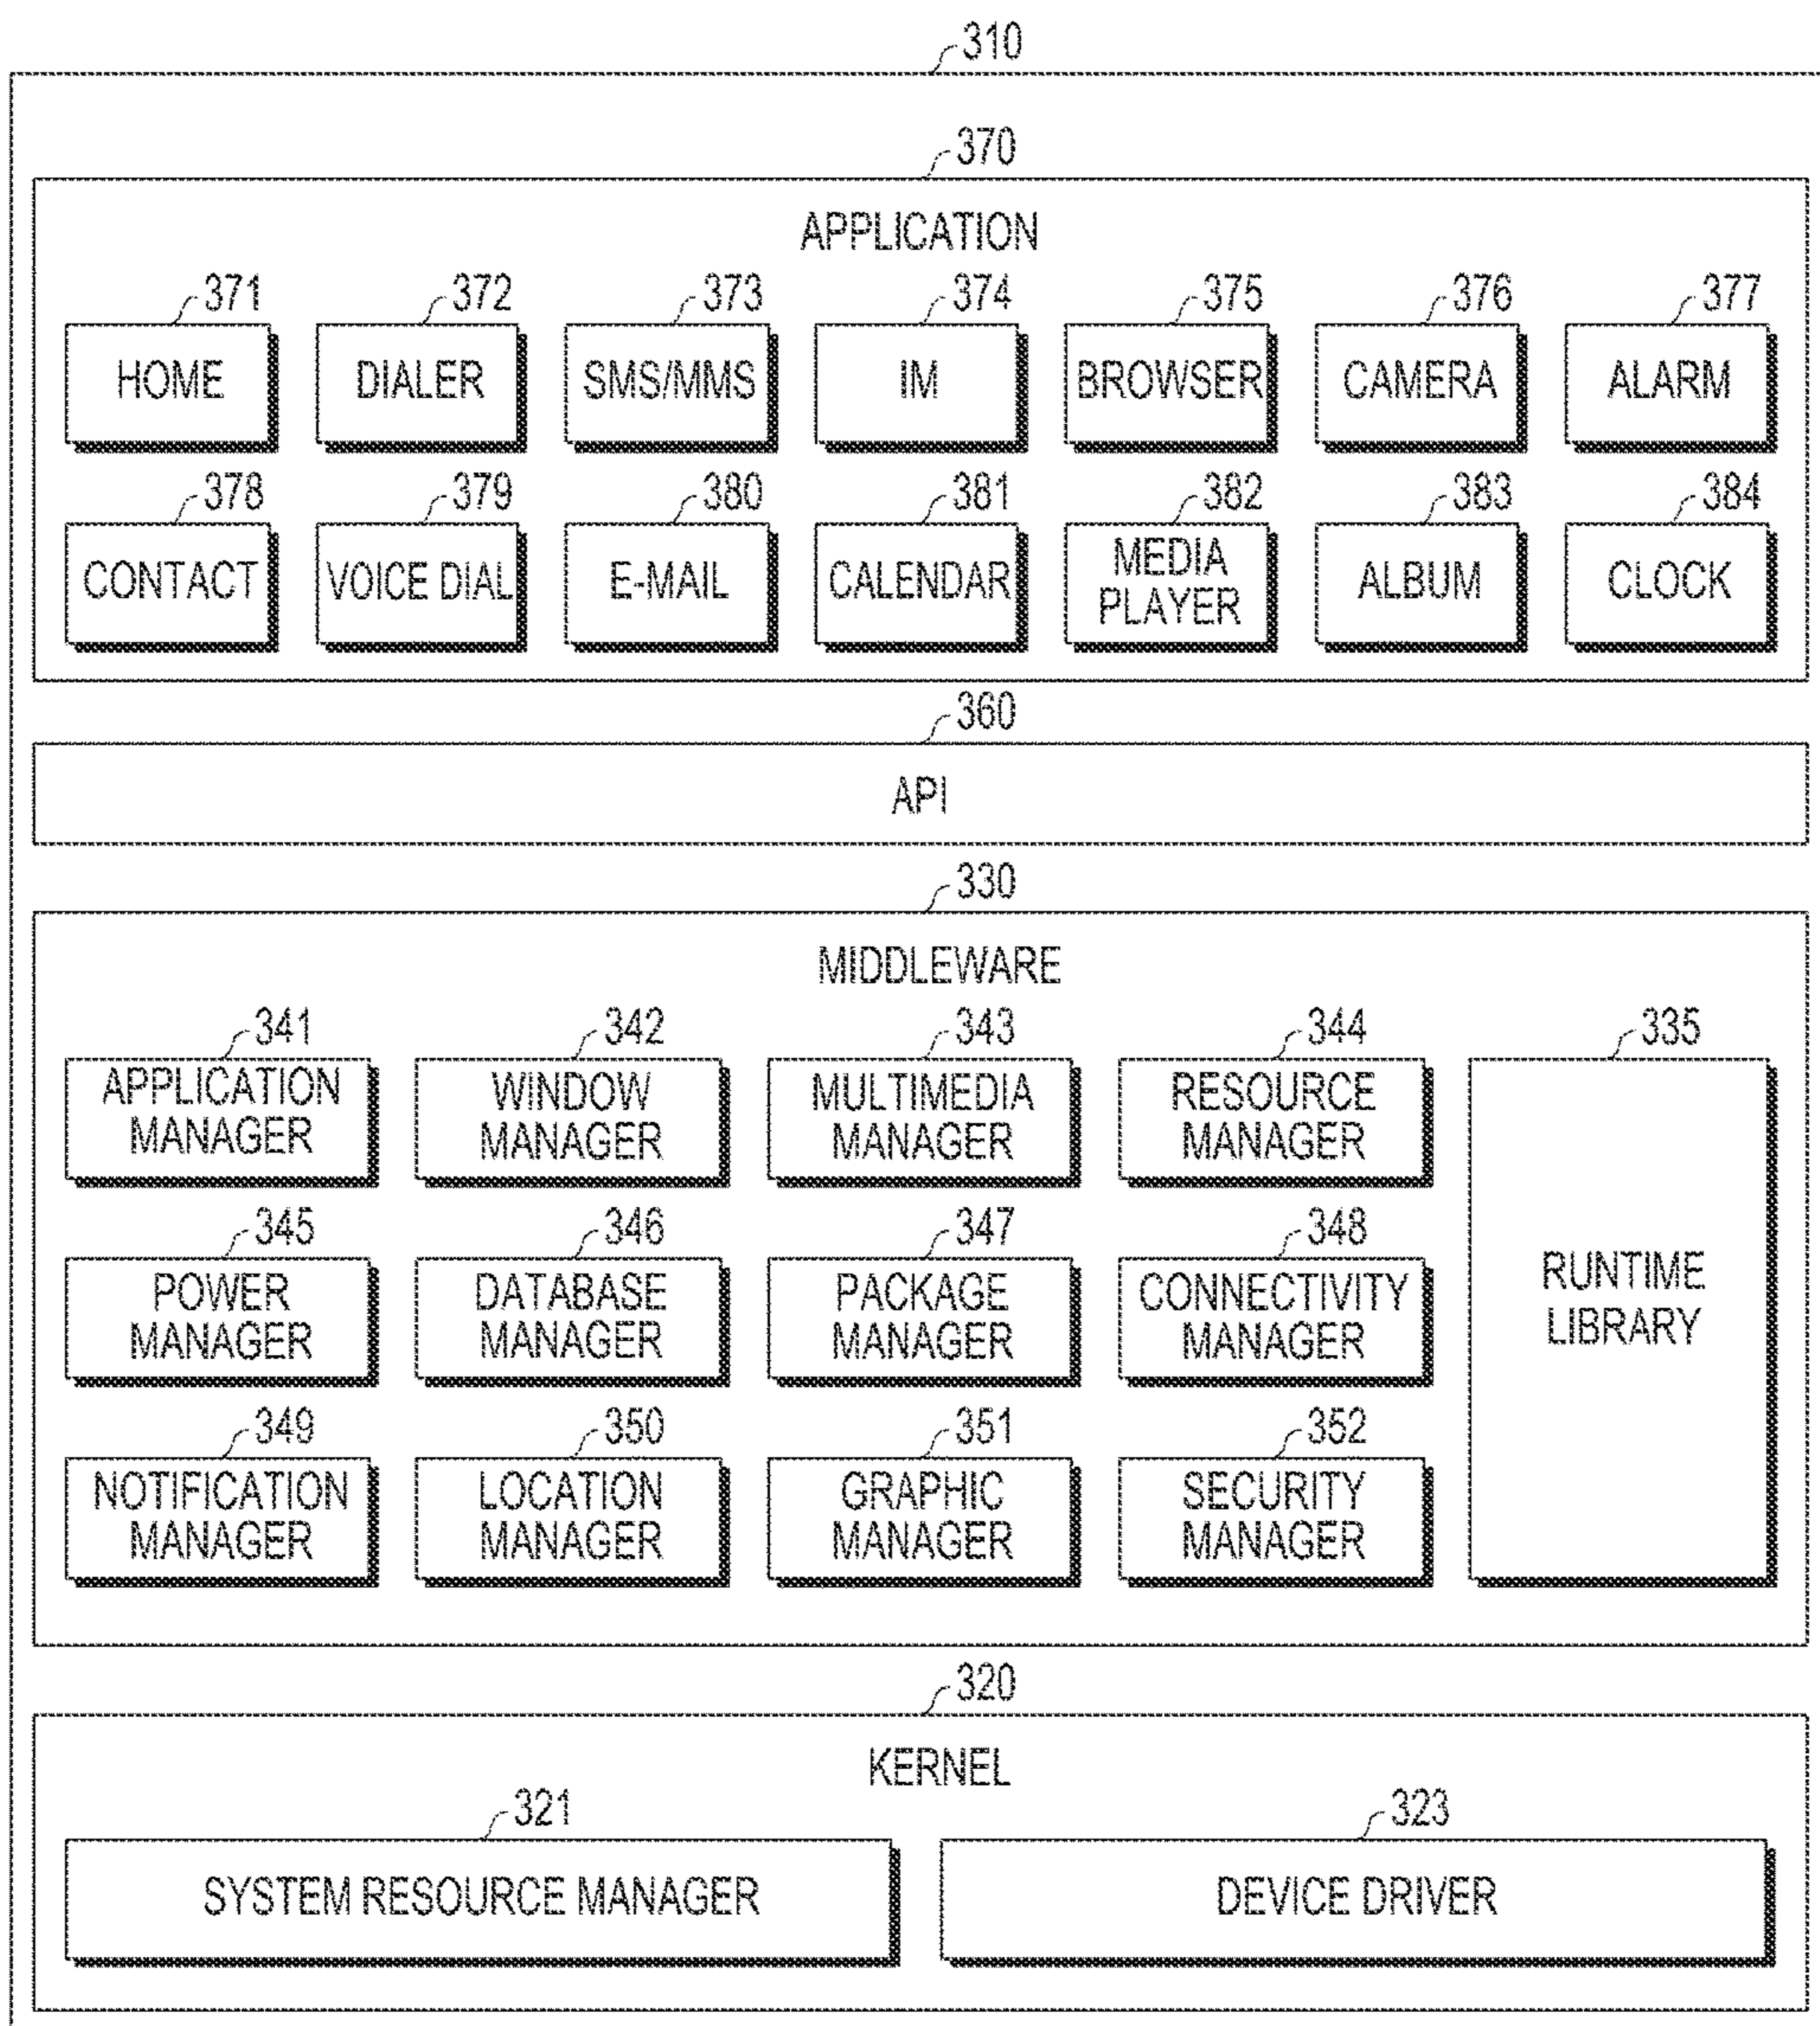 310
370
APPLICATION
371 372 373 374 375 376 377
HOME DIALER SMS/MMS IM BROWSER CAMERA ALARM
378 379 380 381 382 383 384
CONTACT VOICE DIAL E-MAIL CALENDAR MEDIA PLAYER ALBUM CLOCK
360
API
330
MIDDLEWARE
341 342 343 344 335
APPLICATION MANAGER WINDOW MANAGER MULTIMEDIA MANAGER RESOURCE MANAGER
345 346 347 348
POWER MANAGER DATABASE MANAGER PACKAGE MANAGER CONNECTIVITY MANAGER RUNTIME LIBRARY
349 350 351 352
NOTIFICATION MANAGER LOCATION MANAGER GRAPHIC MANAGER SECURITY MANAGER
320
KERNEL
321 323
SYSTEM RESOURCE MANAGER DEVICE DRIVER